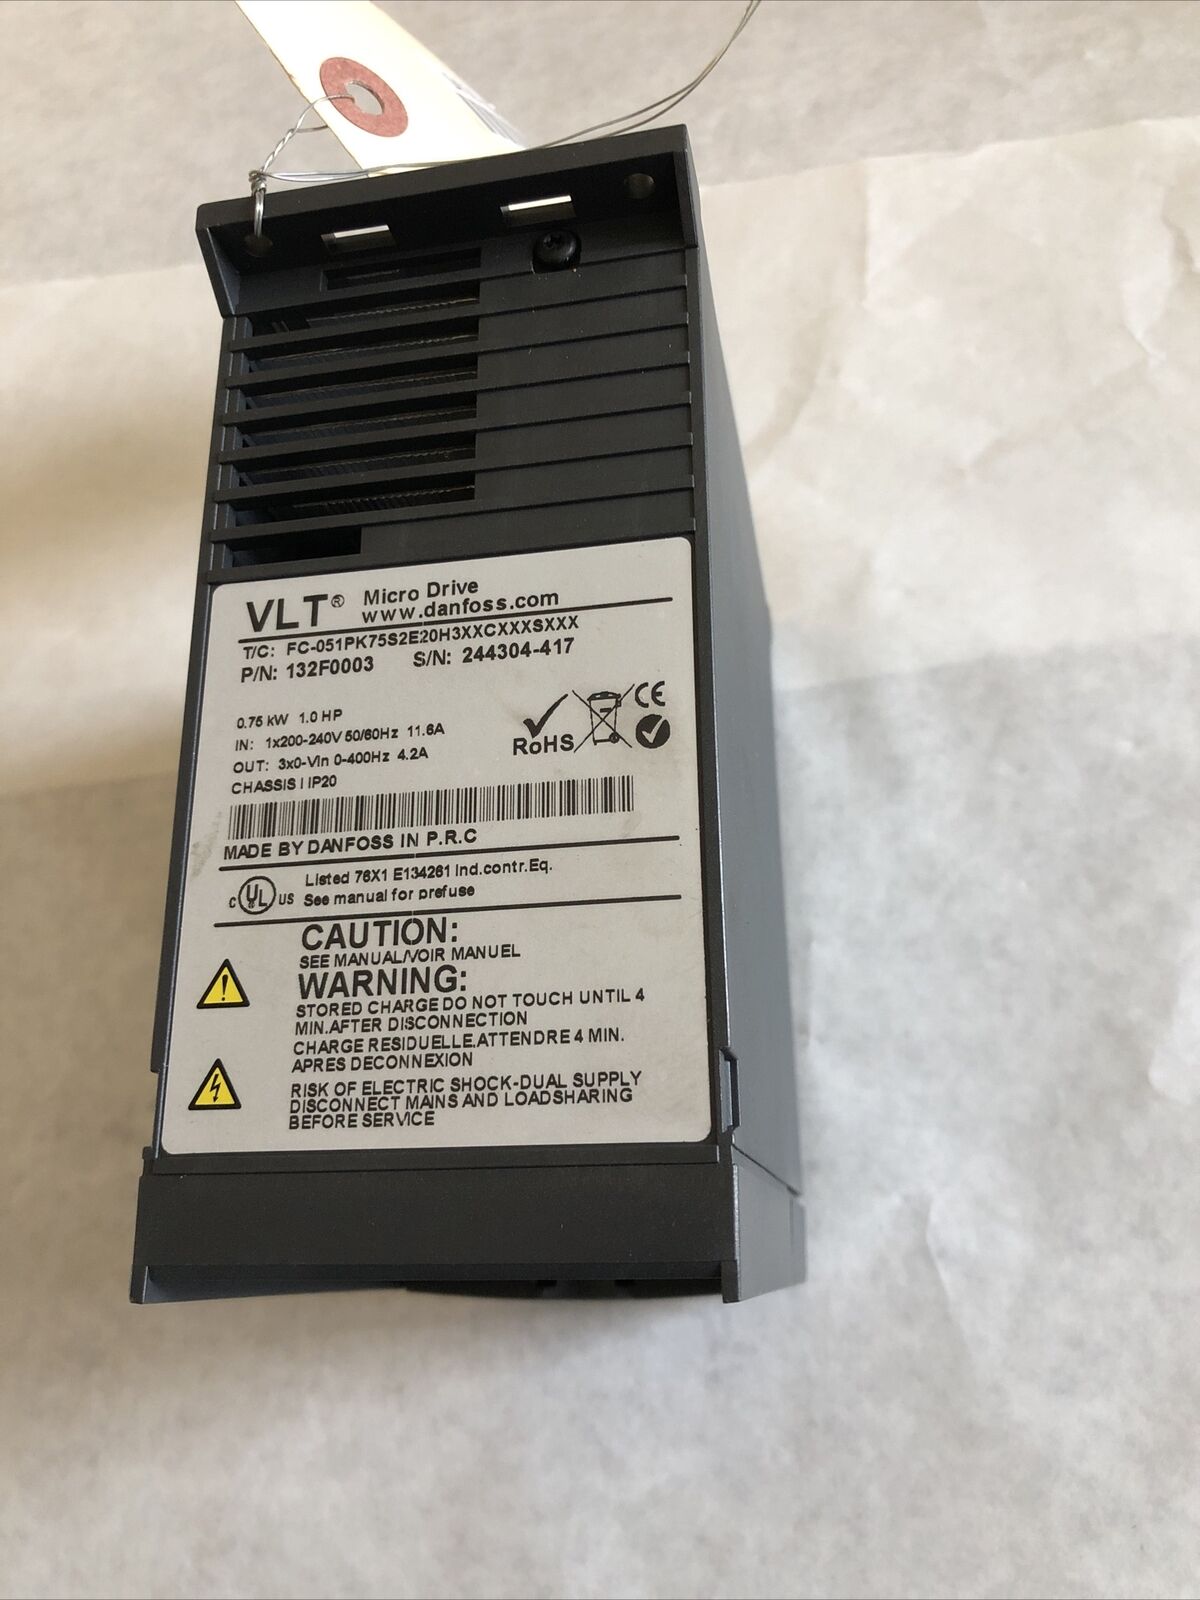 VLT® Micro Drive
www.danfoss.com
T/C: FC-051PK75S2E20H3XXCXXXSXXX
P/N: 132F0003 S/N: 244304-417
0.75 kW 1.0 HP
IN: 1x200-240V 50/60Hz 11.6A
OUT: 3x0-Vin 0-400Hz 4.2A
CHASSIS I IP20
RoHS CE
MADE BY DANFOSS IN P.R.C
C UL US Listed 76X1 E134261 Ind.contr.Eq.
See manual for prefuse
CAUTION:
SEE MANUAL/VOIR MANUEL
WARNING:
STORED CHARGE DO NOT TOUCH UNTIL 4
MIN.AFTER DISCONNECTION
CHARGE RESIDUELLE.ATTENDRE 4 MIN.
APRES DECONNEXION
RISK OF ELECTRIC SHOCK-DUAL SUPPLY
DISCONNECT MAINS AND LOADSHARING
BEFORE SERVICE